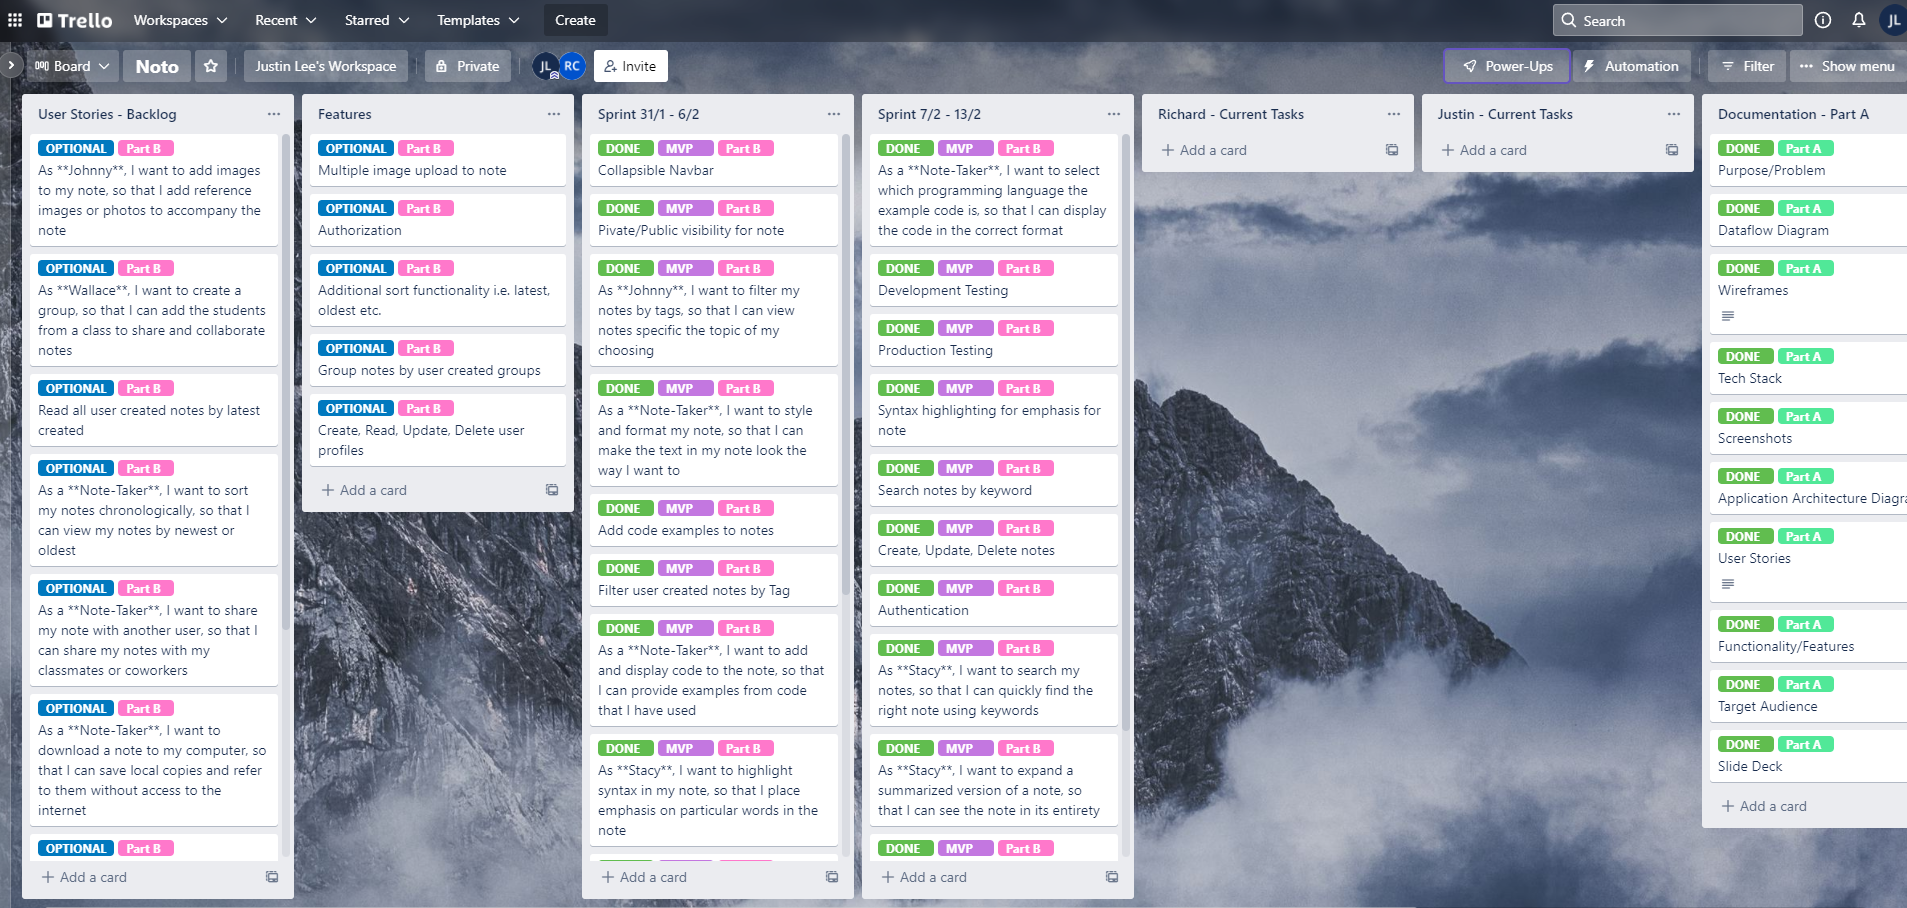 Trello
Workspaces
Recent
Starred
Templates
Create
Search
JL
Board
Noto
Justin Lee's Workspace
Private
JL
RC
Invite
Power-Ups
Automation
Filter
Show menu
User Stories - Backlog
OPTIONAL Part B
As **Johnny**, I want to add images
to my note, so that I add reference
images or photos to accompany the
note
OPTIONAL Part B
As **Wallace**, I want to create a
group, so that I can add the students
from a class to share and collaborate
notes
OPTIONAL Part B
Read all user created notes by latest
created
OPTIONAL Part B
As a **Note-Taker**, I want to sort
my notes chronologically, so that I
can view my notes by newest or
oldest
OPTIONAL Part B
As a **Note-Taker**, I want to share
my note with another user, so that I
can share my notes with my
classmates or coworkers
OPTIONAL Part B
As a **Note-Taker**, I want to
download a note to my computer, so
that I can save local copies and refer
to them without access to the
internet
OPTIONAL Part B
+ Add a card
Features
OPTIONAL Part B
Multiple image upload to note
OPTIONAL Part B
Authorization
OPTIONAL Part B
Additional sort functionality i.e. latest,
oldest etc.
OPTIONAL Part B
Group notes by user created groups
OPTIONAL Part B
Create, Read, Update, Delete user
profiles
+ Add a card
Sprint 31/1 - 6/2
DONE MVP Part B
Collapsible Navbar
DONE MVP Part B
Pivate/Public visibility for note
DONE MVP Part B
As **Johnny**, I want to filter my
notes by tags, so that I can view
notes specific the topic of my
choosing
DONE MVP Part B
As a **Note-Taker**, I want to style
and format my note, so that I can
make the text in my note look the
way I want to
DONE MVP Part B
Add code examples to notes
DONE MVP Part B
Filter user created notes by Tag
DONE MVP Part B
As a **Note-Taker**, I want to add
and display code to the note, so that
I can provide examples from code
that I have used
DONE MVP Part B
As **Stacy**, I want to highlight
syntax in my note, so that I place
emphasis on particular words in the
note
+ Add a card
Sprint 7/2 - 13/2
DONE MVP Part B
As a **Note-Taker**, I want to select
which programming language the
example code is, so that I can display
the code in the correct format
DONE MVP Part B
Development Testing
DONE MVP Part B
Production Testing
DONE MVP Part B
Syntax highlighting for emphasis for
note
DONE MVP Part B
Search notes by keyword
DONE MVP Part B
Create, Update, Delete notes
DONE MVP Part B
Authentication
DONE MVP Part B
As **Stacy**, I want to search my
notes, so that I can quickly find the
right note using keywords
DONE MVP Part B
As **Stacy**, I want to expand a
summarized version of a note, so
that I can see the note in its entirety
DONE MVP Part B
+ Add a card
Richard - Current Tasks
+ Add a card
Justin - Current Tasks
+ Add a card
Documentation - Part A
DONE Part A
Purpose/Problem
DONE Part A
Dataflow Diagram
DONE Part A
Wireframes
DONE Part A
Tech Stack
DONE Part A
Screenshots
DONE Part A
Application Architecture Diagra
DONE Part A
User Stories
DONE Part A
Functionality/Features
DONE Part A
Target Audience
DONE Part A
Slide Deck
+ Add a card